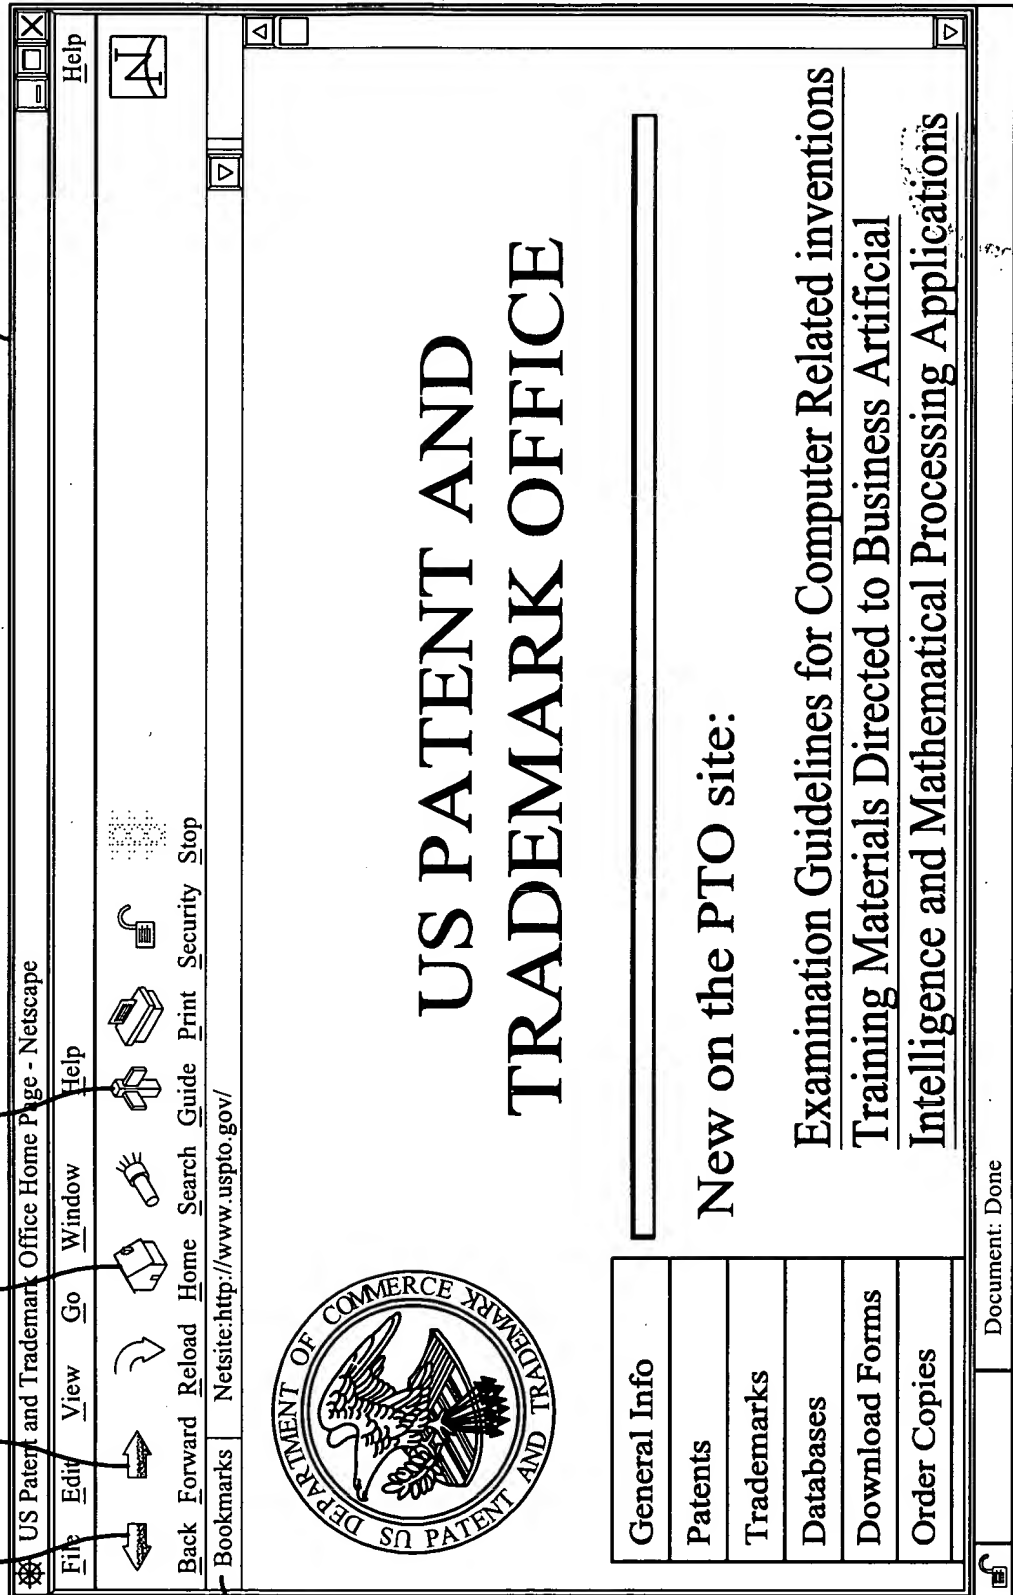 US Patent and Trademark Office Home Page - Netscape
File Edit View Go Window Help Help
N
Back Forward Reload Home Search Guide Print Security Stop
Bookmarks Netsite:http://www.uspto.gov/
DEPARTMENT OF COMMERCE
US PATENT AND TRADEMARK
US PATENT AND
TRADEMARK OFFICE
General Info
Patents
Trademarks
Databases
Download Forms
Order Copies
New on the PTO site:
Examination Guidelines for Computer Related inventions
Training Materials Directed to Business Artificial
Intelligence and Mathematical Processing Applications
Document: Done